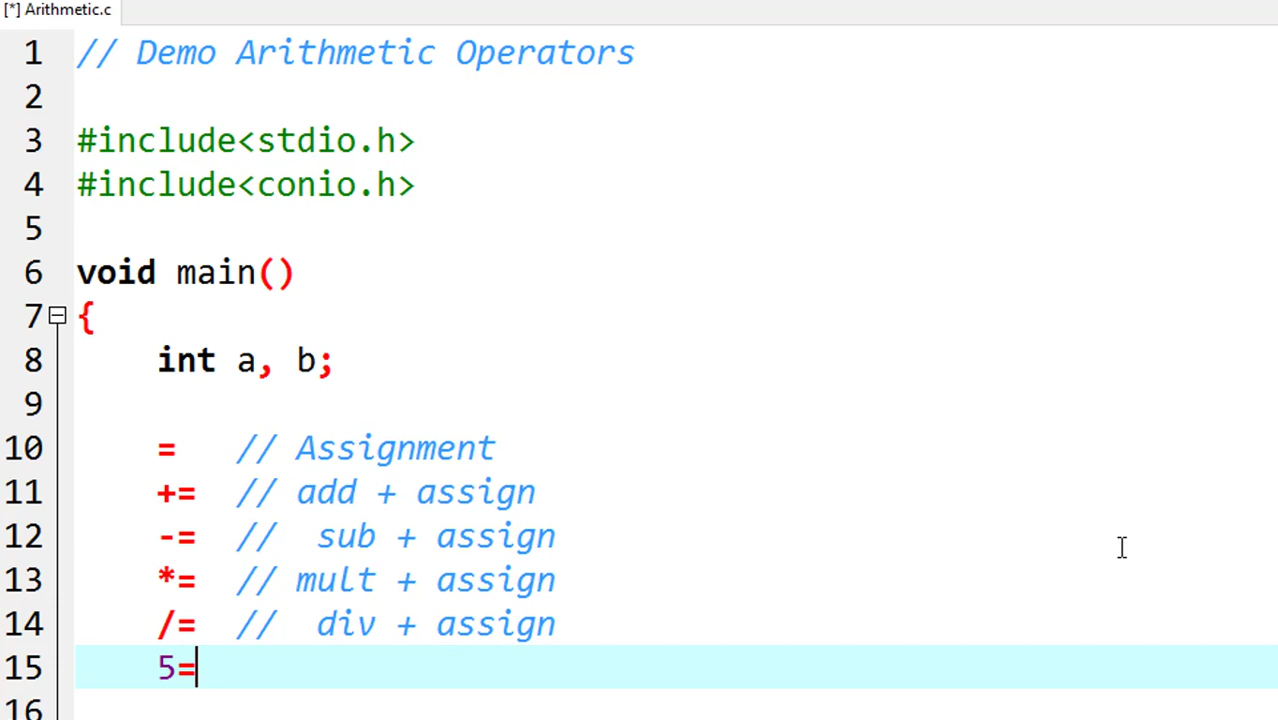 [*] Arithmetic.c
1 // Demo Arithmetic Operators
2
3 #include<stdio.h>
4 #include<conio.h>
5
6 void main()
7 {
8 int a, b;
9
10 = // Assignment
11 += // add + assign
12 -= // sub + assign
13 *= // mult + assign
14 /= // div + assign
15 5=
16